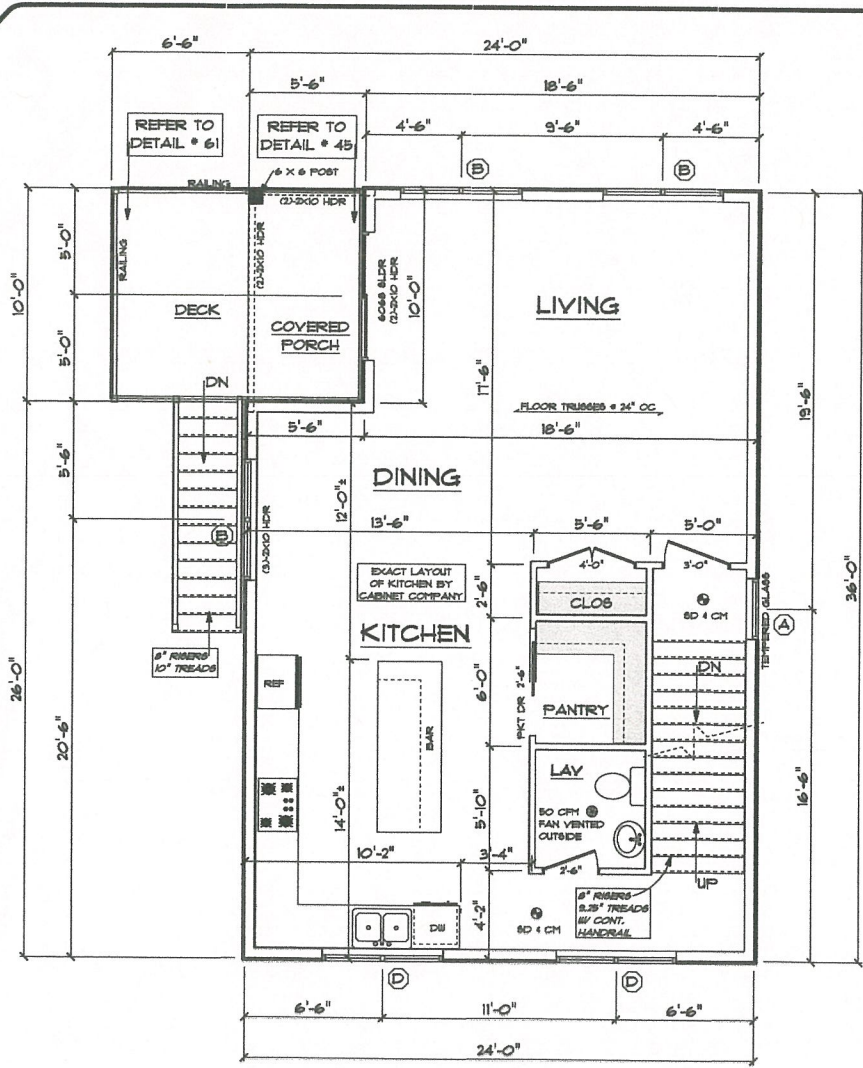 6'-6"
24'-0"
5'-6"
18'-6"
4'-6"
9'-6"
4'-6"
REFER TO
DETAIL # 61
REFER TO
DETAIL # 45
B
B
6 X 6 POST
RAILING
(2)-2X10 HDR
RAILING
(2)-2X10 HDR
6068 SLDR
(2)-2X10 HDR
10'-0"
10'-0"
5'-0"
5'-0"
DECK
COVERED
PORCH
LIVING
DN
17'-6"
19'-6"
FLOOR TRUSSES @ 24" OC
5'-6"
18'-6"
5'-6"
12'-0"±
DINING
13'-6"
5'-6"
5'-0"
B
(3)-2X10 HDR
EXACT LAYOUT
OF KITCHEN BY
CABINET COMPANY
2'-6"
4'-0"
3'-0"
CLOS
SD 4 CM
TEMPERED GLASS
A
36'-0"
KITCHEN
8" RISERS
10" TREADS
26'-0"
20'-6"
REF
6'-0"
PKT DR 2'-6"
PANTRY
DN
BAR
LAV
50 CFM
FAN VENTED
OUTSIDE
5'-10"
16'-6"
14'-0"±
10'-2"
3'-4"
2'-6"
UP
8" RISERS
9.25" TREADS
W/ CONT.
HANDRAIL
4'-2"
SD 4 CM
DW
D
D
6'-6"
11'-0"
6'-6"
24'-0"